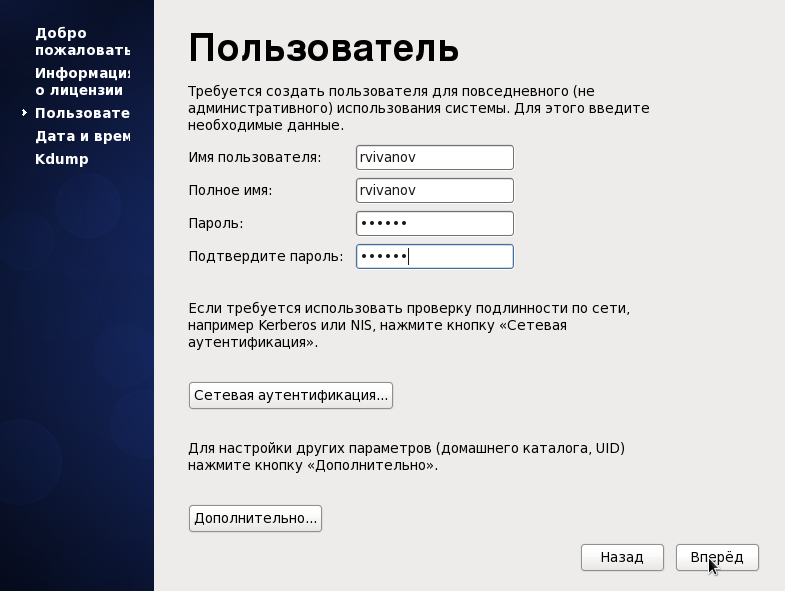 Добро
пожаловать
Информация
о лицензии
Пользовате
Дата и врем
Kdump
Пользователь
Требуется создать пользователя для повседневного (не
административного) использования системы. Для этого введите
необходимые данные.
Имя пользователя: rvivanov
Полное имя: rvivanov
Пароль: ••••••
Подтвердите пароль: ••••••
Если требуется использовать проверку подлинности по сети,
например Kerberos или NIS, нажмите кнопку «Сетевая
аутентификация».
Сетевая аутентификация...
Для настройки других параметров (домашнего каталога, UID)
нажмите кнопку «Дополнительно».
Дополнительно...
Назад Вперёд